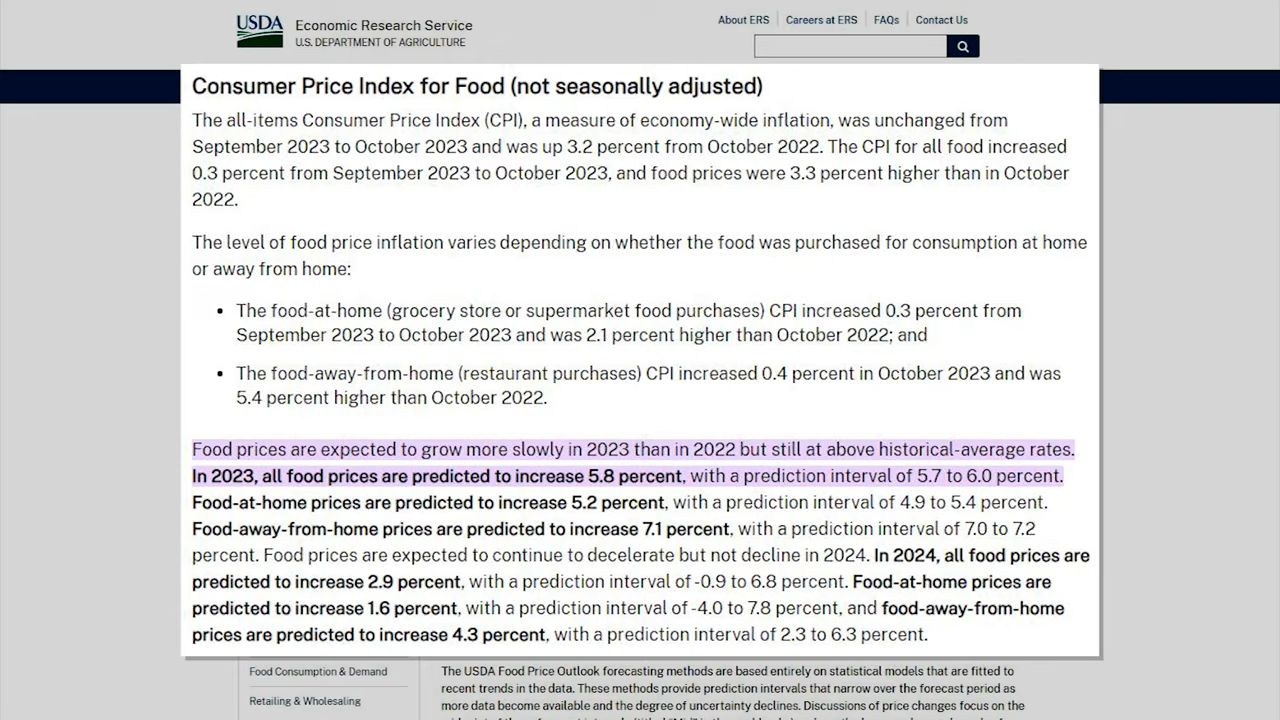 USDA
Economic Research Service
U.S. DEPARTMENT OF AGRICULTURE
About ERS
Careers at ERS
FAQs
Contact Us
Consumer Price Index for Food (not seasonally adjusted)
The all-items Consumer Price Index (CPI), a measure of economy-wide inflation, was unchanged from
September 2023 to October 2023 and was up 3.2 percent from October 2022. The CPI for all food increased
0.3 percent from September 2023 to October 2023, and food prices were 3.3 percent higher than in October
2022.
The level of food price inflation varies depending on whether the food was purchased for consumption at home
or away from home:
• The food-at-home (grocery store or supermarket food purchases) CPI increased 0.3 percent from
September 2023 to October 2023 and was 2.1 percent higher than October 2022; and
• The food-away-from-home (restaurant purchases) CPI increased 0.4 percent in October 2023 and was
5.4 percent higher than October 2022.
Food prices are expected to grow more slowly in 2023 than in 2022 but still at above historical-average rates.
In 2023, all food prices are predicted to increase 5.8 percent, with a prediction interval of 5.7 to 6.0 percent.
Food-at-home prices are predicted to increase 5.2 percent, with a prediction interval of 4.9 to 5.4 percent.
Food-away-from-home prices are predicted to increase 7.1 percent, with a prediction interval of 7.0 to 7.2
percent. Food prices are expected to continue to decelerate but not decline in 2024. In 2024, all food prices are
predicted to increase 2.9 percent, with a prediction interval of -0.9 to 6.8 percent. Food-at-home prices are
predicted to increase 1.6 percent, with a prediction interval of -4.0 to 7.8 percent, and food-away-from-home
prices are predicted to increase 4.3 percent, with a prediction interval of 2.3 to 6.3 percent.
Food Consumption & Demand
Retailing & Wholesaling
The USDA Food Price Outlook forecasting methods are based entirely on statistical models that are fitted to
recent trends in the data. These methods provide prediction intervals that narrow over the forecast period as
more data become available and the degree of uncertainty declines. Discussions of price changes focus on the